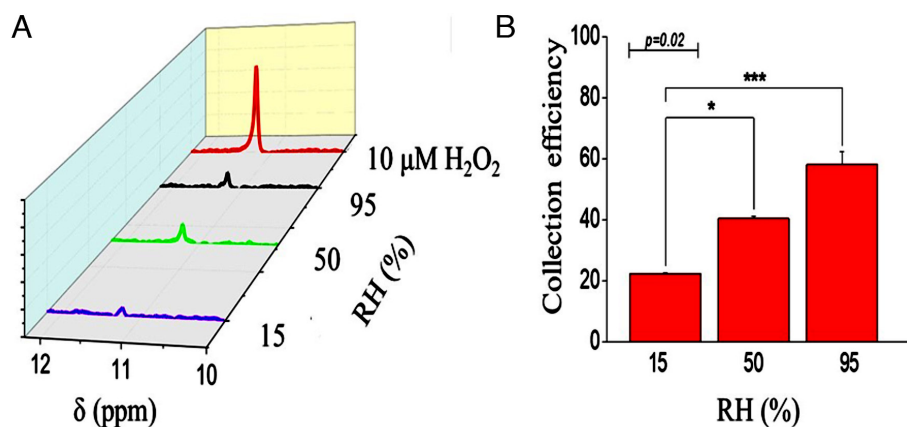 A
10 μM H₂O₂
95
50
15
RH (%)
12
11
10
δ (ppm)
B
100
80
60
40
20
0
Collection efficiency
p=0.02
***
*
15
50
95
RH (%)